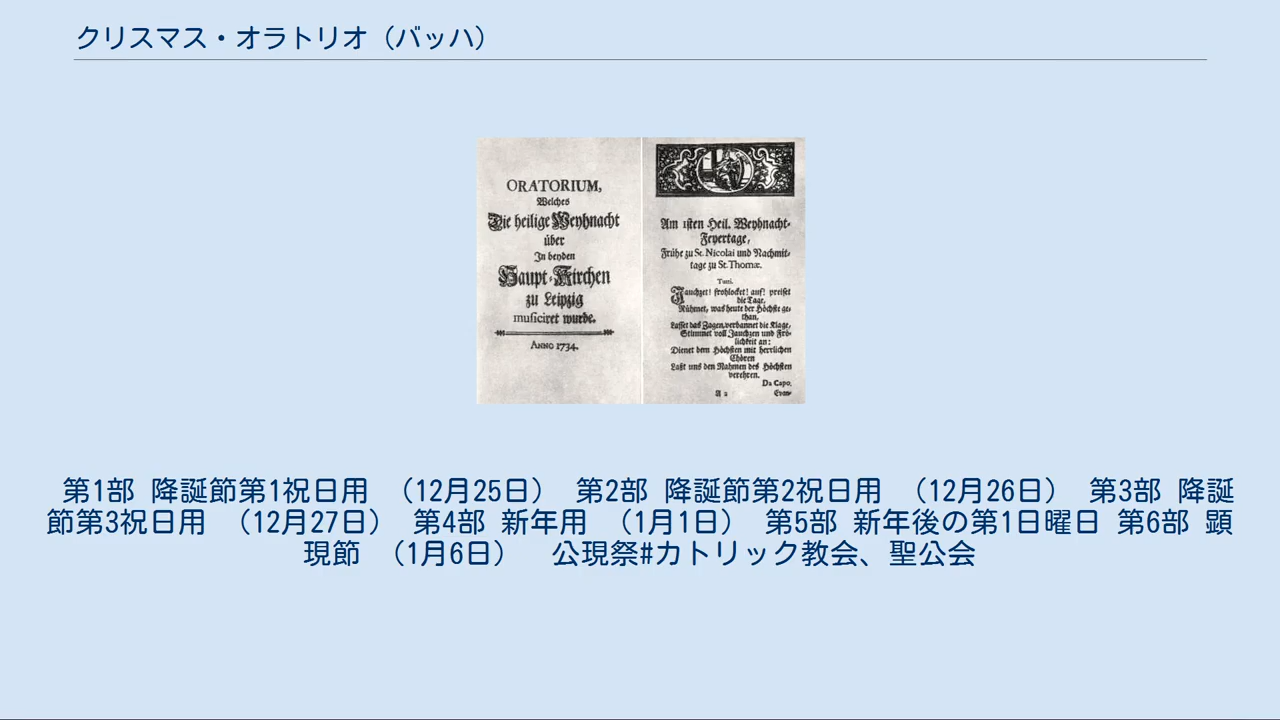 クリスマス・オラトリオ（バッハ）
ORATORIUM,
Welches
Die heilige Weyhnacht
über
In beyden
Haupt-Kirchen
zu Leipzig
musiciret wurde.
ANNO 1734.
Am 1sten Heil. Weyhnacht-
Feyertage,
Frühe zu St. Nicolai und Nachmit-
tage zu St. Thomæ.
Tutti.
Jauchzet! frohlocket! auf! preiset
die Tage,
Rühmet, was heute der Höchste ge-
than,
Lasset das Zagen, verbannet die Klage,
Stimmet voll Jauchzen und Frö-
lichkeit an:
Dienet dem Höchsten mit herrlichen
Chören
Laßt uns den Nahmen des Höchsten
verehren.
Da Capo.
A 2 Evan-
第1部 降誕節第1祝日用 （12月25日） 第2部 降誕節第2祝日用 （12月26日） 第3部 降誕
節第3祝日用 （12月27日） 第4部 新年用 （1月1日） 第5部 新年後の第1日曜日 第6部 顕
現節 （1月6日） 公現祭#カトリック教会、聖公会